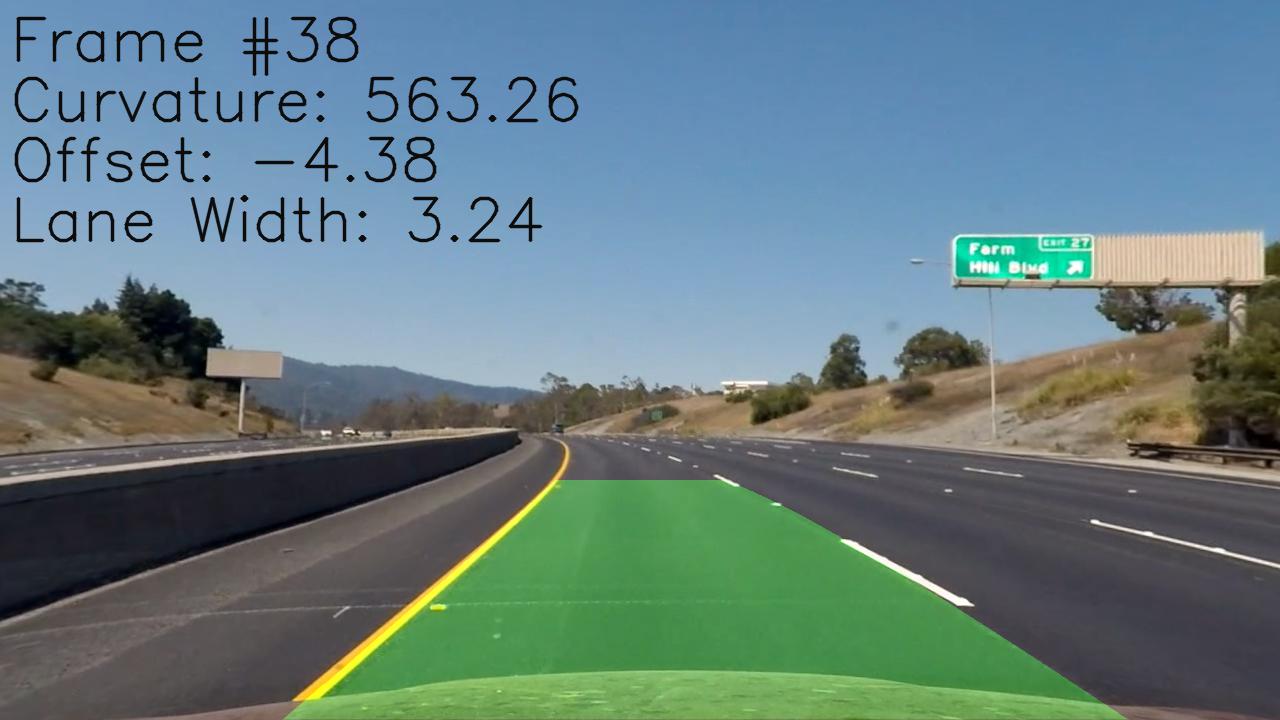 Frame #38
Curvature: 563.26
Offset: -4.38
Lane Width: 3.24
EXIT 27
Farm
Hill Blvd